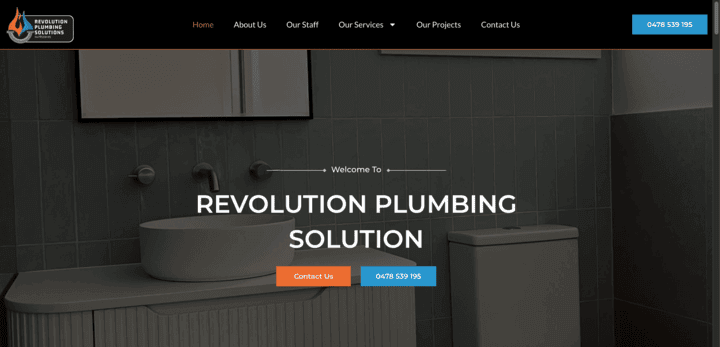 REVOLUTION
PLUMBING
SOLUTIONS
Home About Us Our Staff Our Services Our Projects Contact Us 0478 539 195
Welcome To
REVOLUTION PLUMBING
SOLUTION
Contact Us 0478 539 195